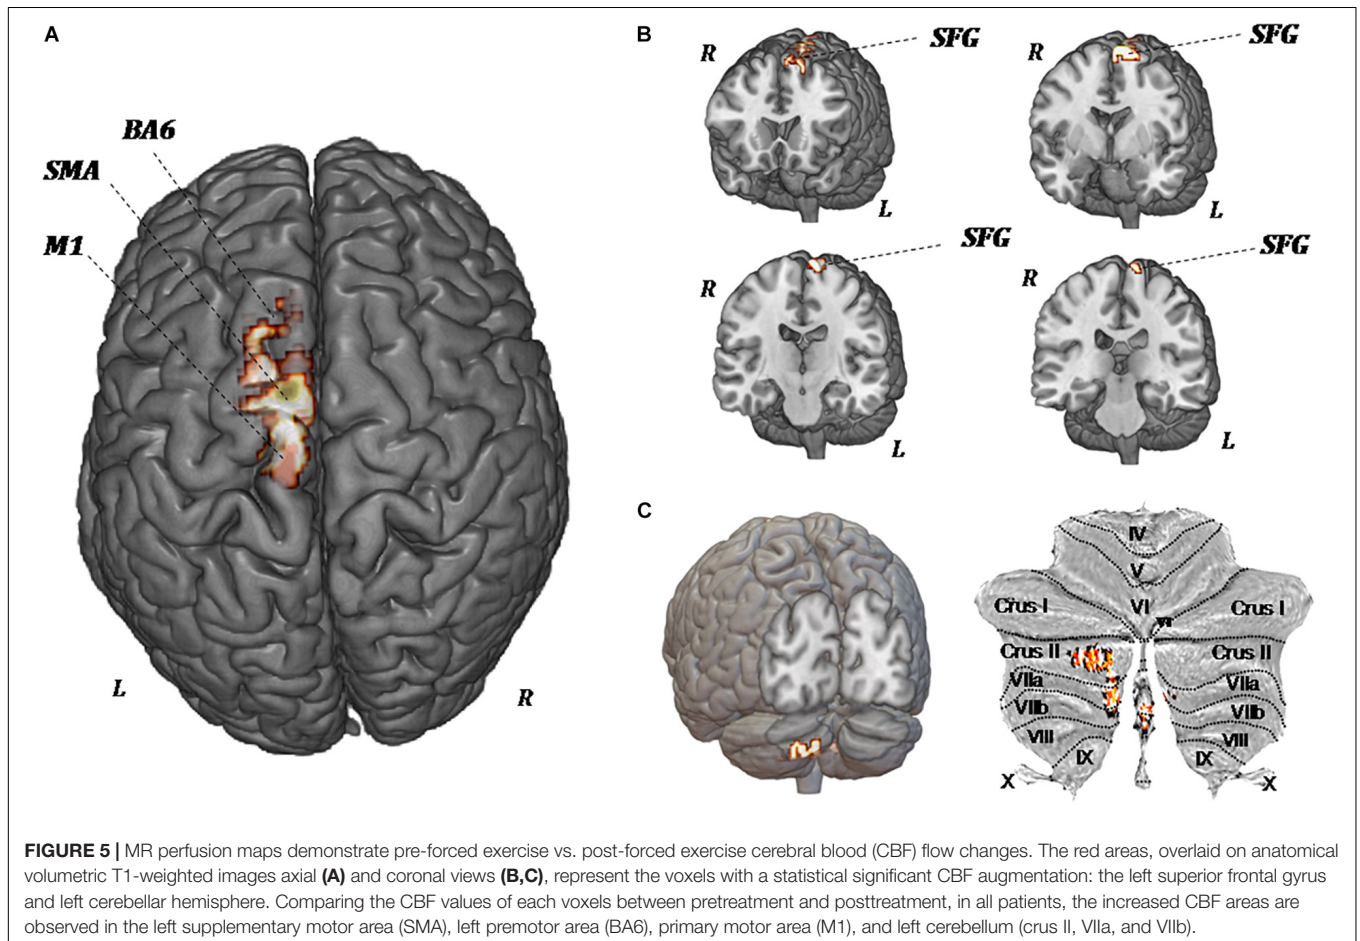 A
BA6
SMA
M1
L
R
B
R
SFG
L
R
SFG
L
R
SFG
L
R
SFG
L
C
IV
V
VI
Crus I
Crus I
VI
Crus II
Crus II
VIIa
VIIa
VIIb
VIIb
VIII
VIII
IX
IX
X
X
FIGURE 5 | MR perfusion maps demonstrate pre-forced exercise vs. post-forced exercise cerebral blood (CBF) flow changes. The red areas, overlaid on anatomical
volumetric T1-weighted images axial (A) and coronal views (B,C), represent the voxels with a statistical significant CBF augmentation: the left superior frontal gyrus
and left cerebellar hemisphere. Comparing the CBF values of each voxels between pretreatment and posttreatment, in all patients, the increased CBF areas are
observed in the left supplementary motor area (SMA), left premotor area (BA6), primary motor area (M1), and left cerebellum (crus II, VIIa, and VIIb).